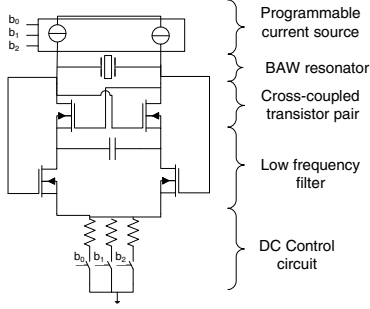 b0
b1
b2
Programmable
current source
BAW resonator
Cross-coupled
transistor pair
Low frequency
filter
b0 b1 b2
DC Control
circuit